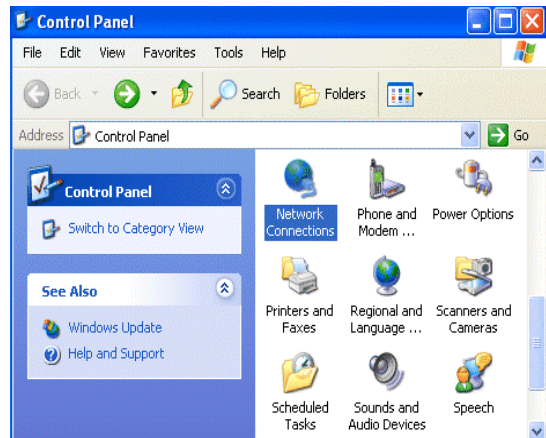 Control Panel
File Edit View Favorites Tools Help
Back Search Folders
Address Control Panel Go
Control Panel
Switch to Category View
See Also
Windows Update
Help and Support
Network Connections
Phone and Modem ...
Power Options
Printers and Faxes
Regional and Language ...
Scanners and Cameras
Scheduled Tasks
Sounds and Audio Devices
Speech